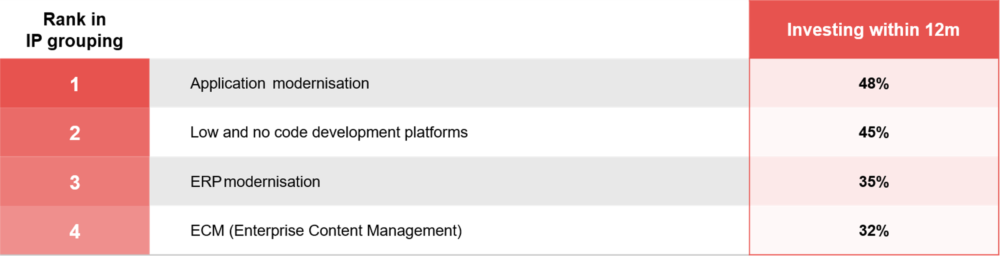 Rank in
IP grouping
Investing within 12m
1 Application modernisation 48%
2 Low and no code development platforms 45%
3 ERP modernisation 35%
4 ECM (Enterprise Content Management) 32%